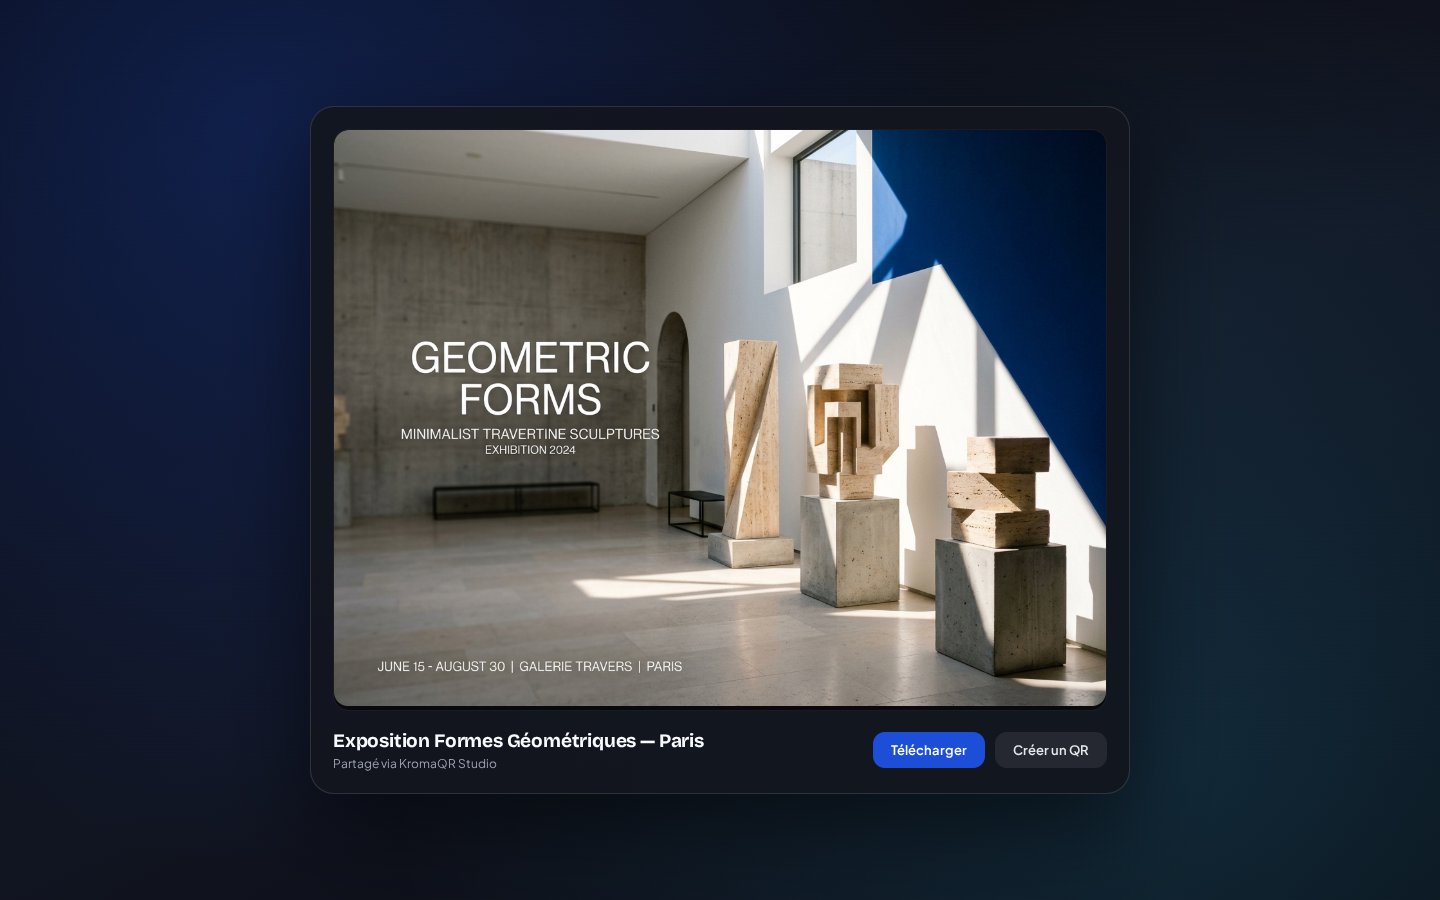 GEOMETRIC
FORMS
MINIMALIST TRAVERTINE SCULPTURES
EXHIBITION 2024
JUNE 15 - AUGUST 30 | GALERIE TRAVERS | PARIS
Exposition Formes Géométriques — Paris
Partagé via KromaQR Studio
Télécharger
Créer un QR